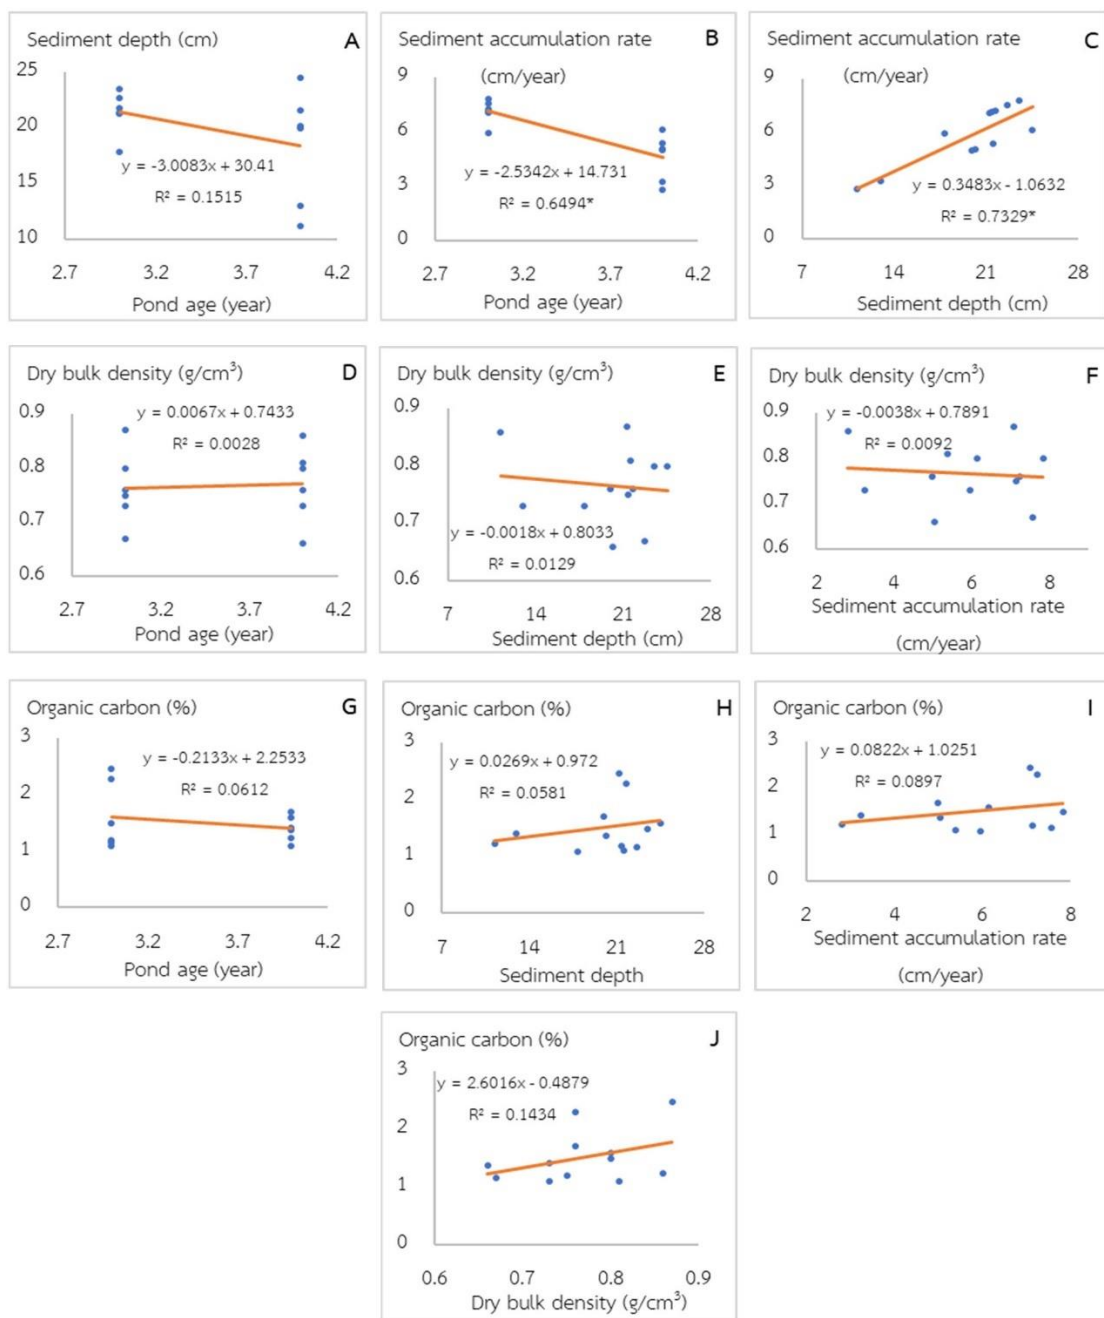 Sediment depth (cm) A
25
20
15
10
y = -3.0083x + 30.41
R² = 0.1515
2.7 3.2 3.7 4.2
Pond age (year)
Sediment accumulation rate B
(cm/year)
9
6
3
0
y = -2.5342x + 14.731
R² = 0.6494*
2.7 3.2 3.7 4.2
Pond age (year)
Sediment accumulation rate C
(cm/year)
9
6
3
0
y = 0.3483x - 1.0632
R² = 0.7329*
7 14 21 28
Sediment depth (cm)
Dry bulk density (g/cm³) D
0.9
0.8
0.7
0.6
y = 0.0067x + 0.7433
R² = 0.0028
2.7 3.2 3.7 4.2
Pond age (year)
Dry bulk density (g/cm³) E
0.9
0.8
0.7
0.6
y = -0.0018x + 0.8033
R² = 0.0129
7 14 21 28
Sediment depth (cm)
Dry bulk density (g/cm³) F
0.9
0.8
0.7
0.6
y = -0.0038x + 0.7891
R² = 0.0092
2 4 6 8
Sediment accumulation rate
(cm/year)
Organic carbon (%) G
3
2
1
0
y = -0.2133x + 2.2533
R² = 0.0612
2.7 3.2 3.7 4.2
Pond age (year)
Organic carbon (%) H
3
2
1
0
y = 0.0269x + 0.972
R² = 0.0581
7 14 21 28
Sediment depth
Organic carbon (%) I
3
2
1
0
y = 0.0822x + 1.0251
R² = 0.0897
2 4 6 8
Sediment accumulation rate
(cm/year)
Organic carbon (%) J
3
2
1
0
y = 2.6016x - 0.4879
R² = 0.1434
0.6 0.7 0.8 0.9
Dry bulk density (g/cm³)